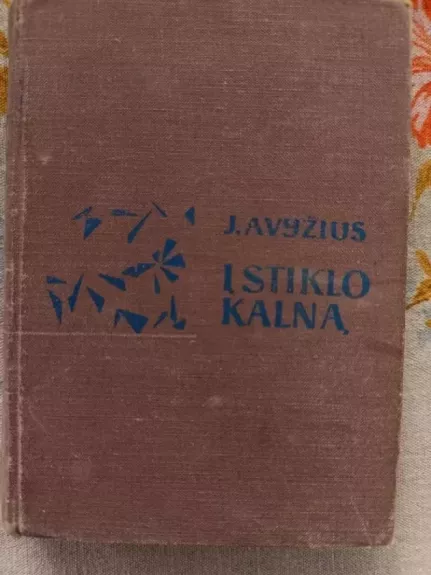 J. AVYŽIUS
Į STIKLO
KALNĄ